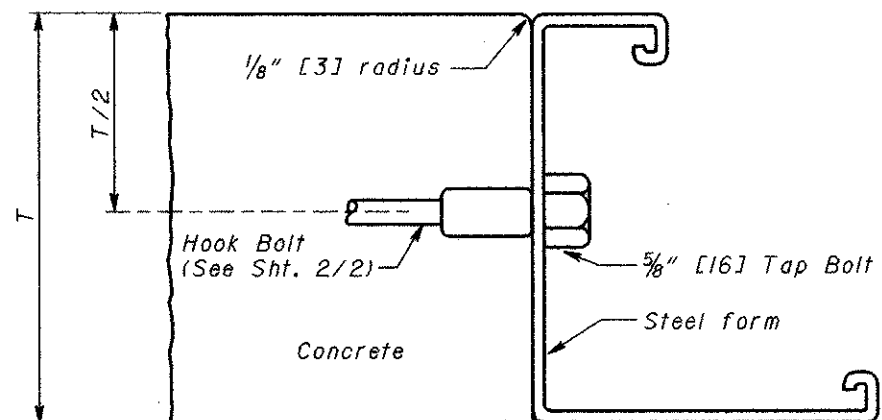 1/8" [3] radius
T/2
T
Hook Bolt
(See Sht. 2/2)
5/8" [16] Tap Bolt
Steel form
Concrete